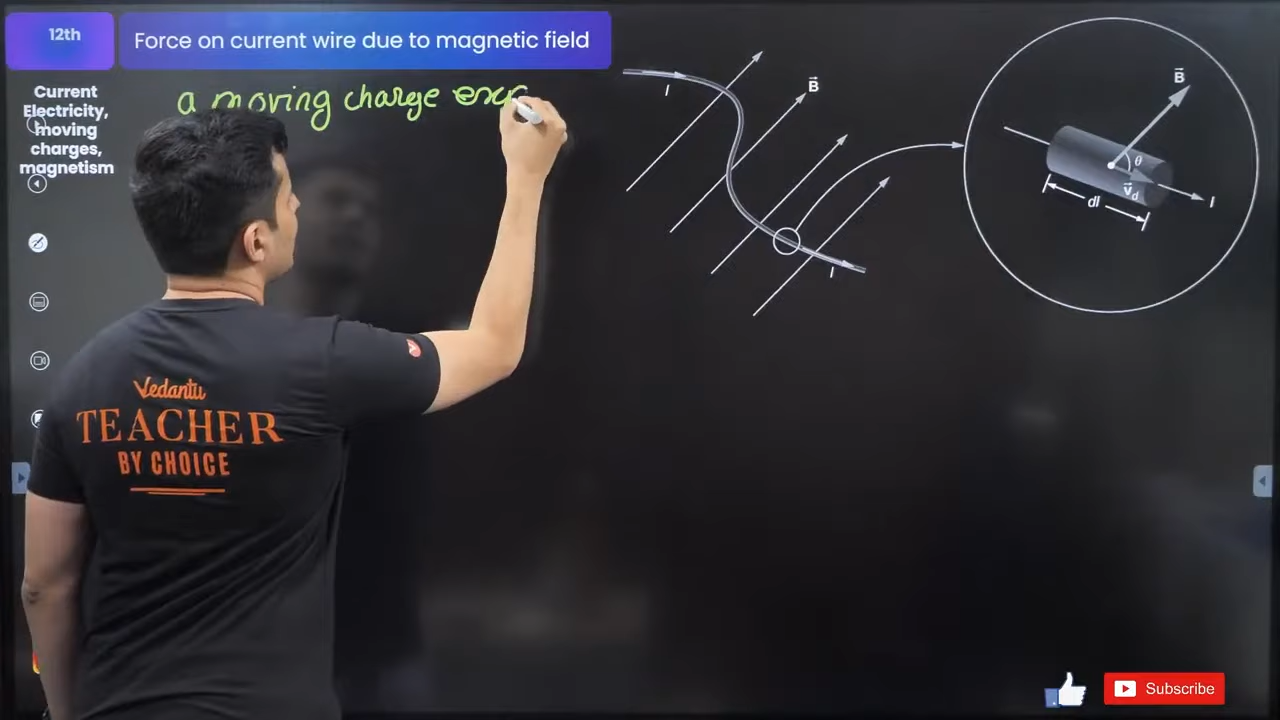 12th
Force on current wire due to magnetic field
Current
Electricity,
moving
charges,
magnetism
a moving charge exer
I
B
I
B
θ
v_d
dl
I
Vedantu
TEACHER
BY CHOICE
Subscribe